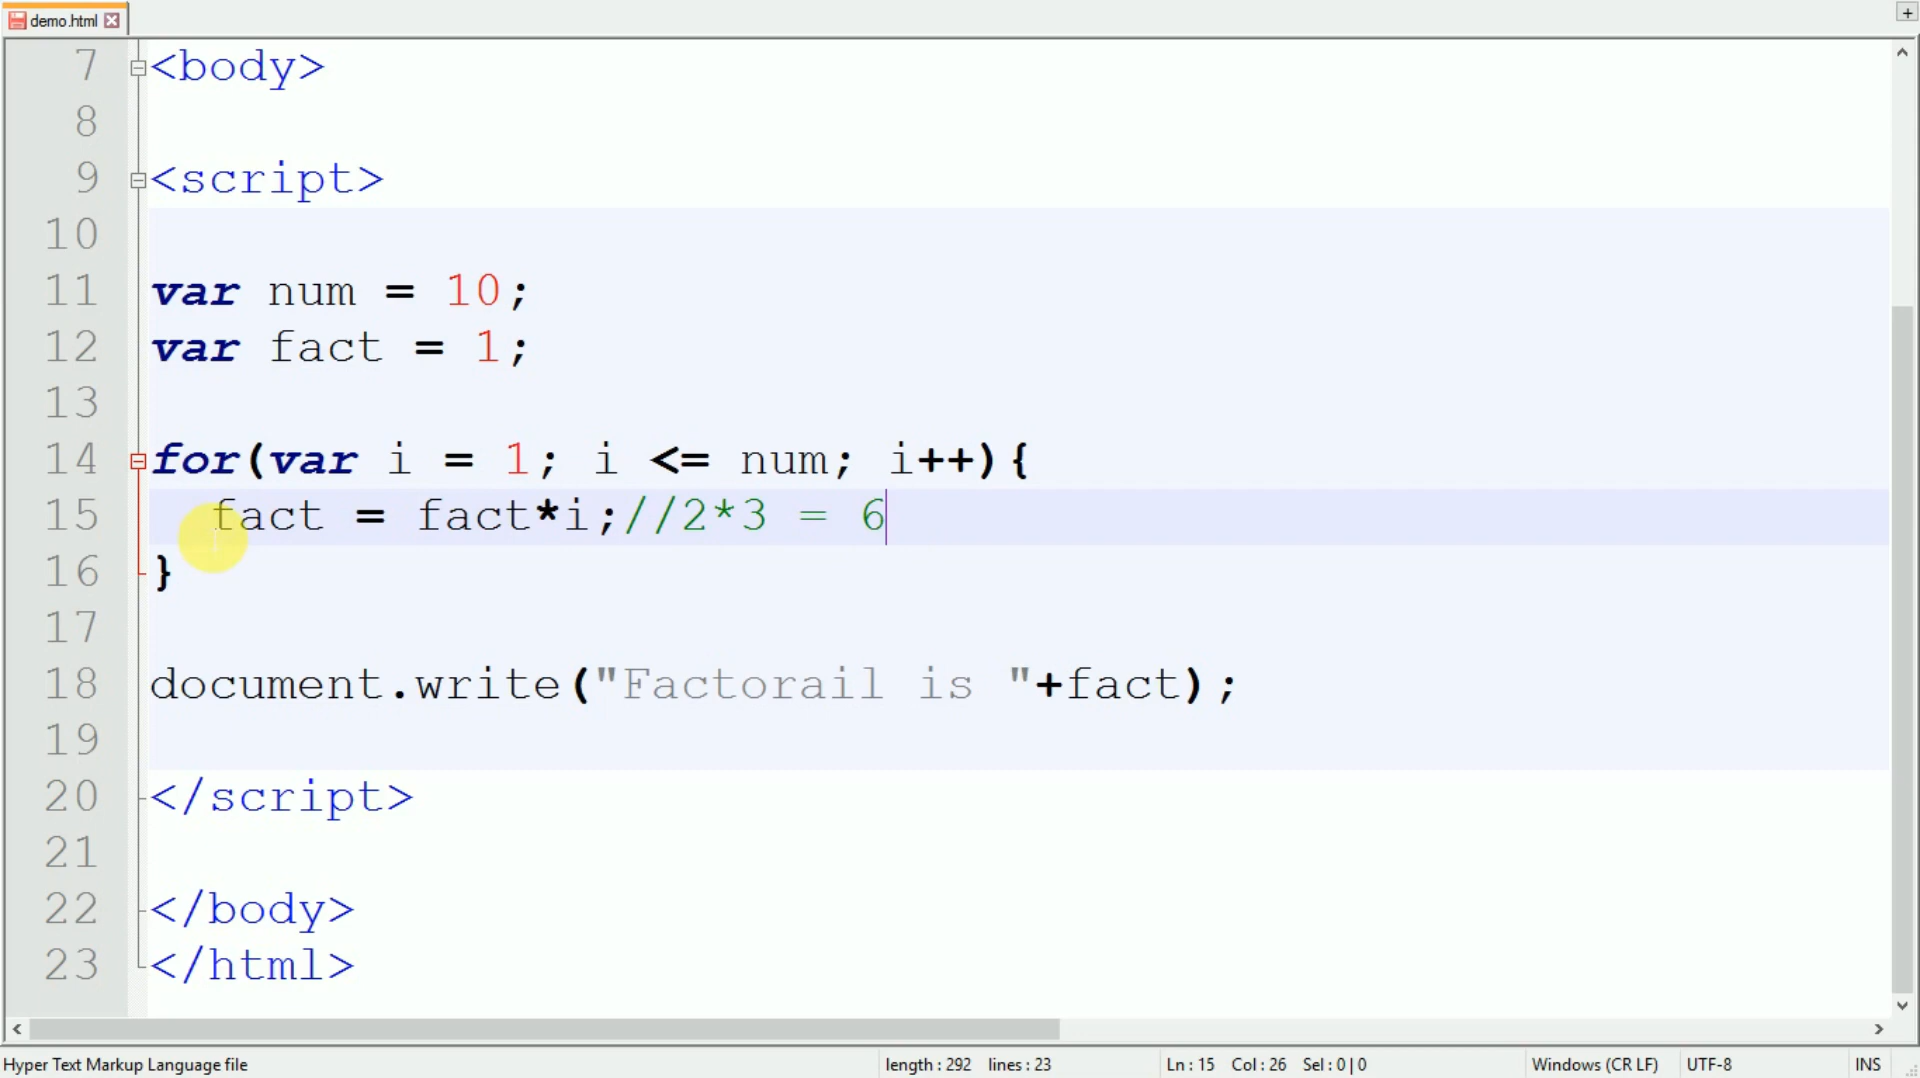 demo.html
7 <body>
8
9 <script>
10
11 var num = 10;
12 var fact = 1;
13
14 for(var i = 1; i <= num; i++){
15 fact = fact*i;//2*3 = 6
16 }
17
18 document.write("Factorail is "+fact);
19
20 </script>
21
22 </body>
23 </html>
Hyper Text Markup Language file length : 292 lines : 23 Ln : 15 Col : 26 Sel : 0 | 0 Windows (CR LF) UTF-8 INS